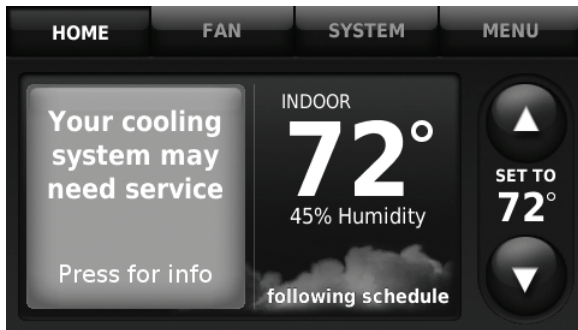 HOME
FAN
SYSTEM
MENU
Your cooling
system may
need service
Press for info
INDOOR
72°
45% Humidity
following schedule
SET TO
72°